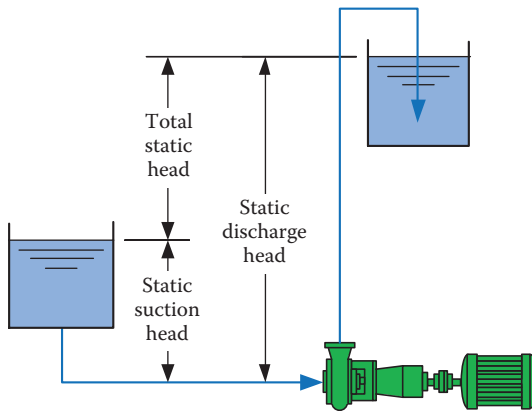 Total
static
head
Static
discharge
head
Static
suction
head